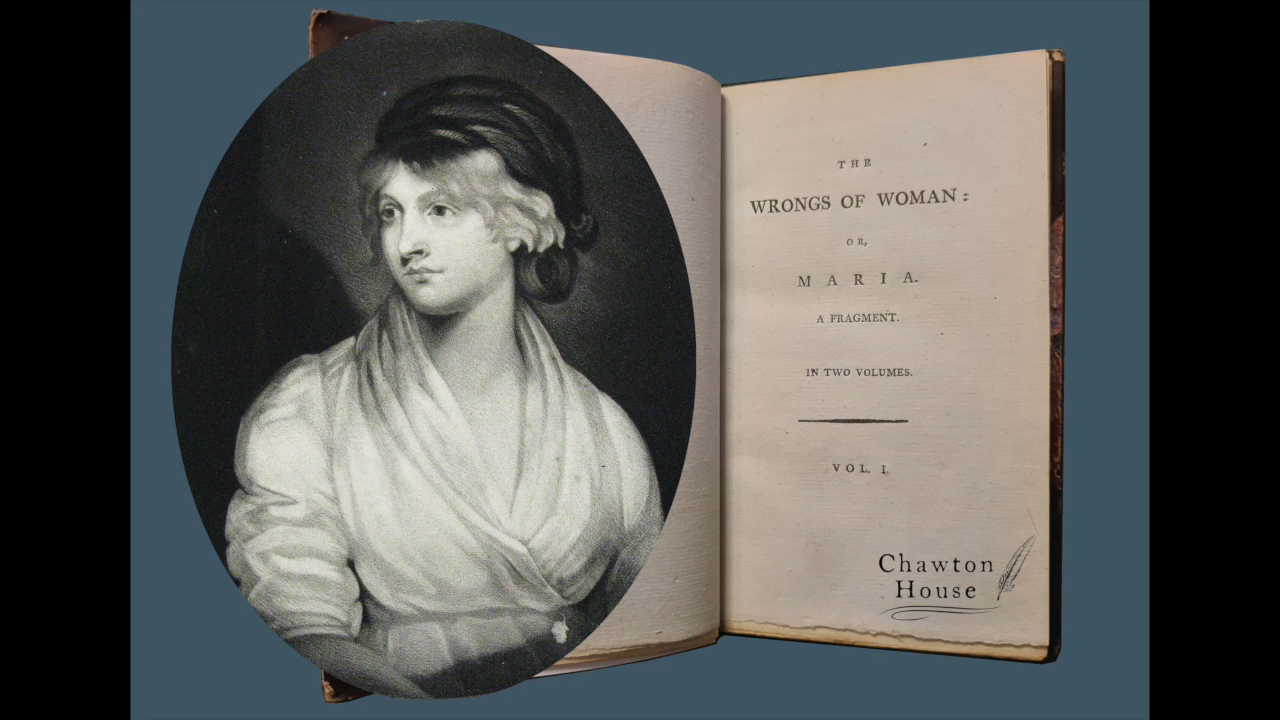 THE
WRONGS OF WOMAN:
OR,
MARIA.
A FRAGMENT.
IN TWO VOLUMES.
VOL. I.
Chawton
House